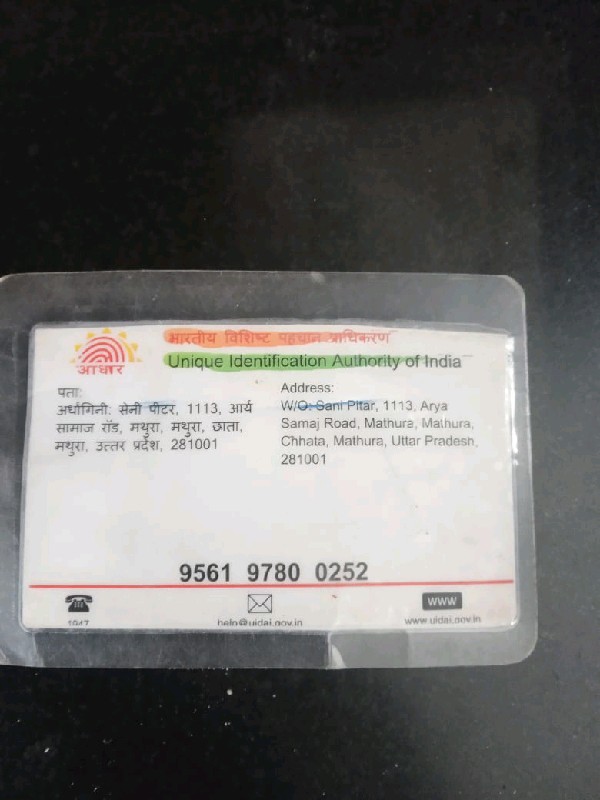 भारतीय विशिष्ट पहचान प्राधिकरण
Unique Identification Authority of India
आधार
पता:
अर्धांगिनी: सेनी पीटर, 1113, आर्य
सामाज रॉड, मथुरा, मथुरा, छाता,
मथुरा, उत्तर प्रदेश, 281001
Address:
W/O: Sani Pitar, 1113, Arya
Samaj Road, Mathura, Mathura,
Chhata, Mathura, Uttar Pradesh,
281001
9561 9780 0252
1947
help@uidai.gov.in
www
www.uidai.gov.in